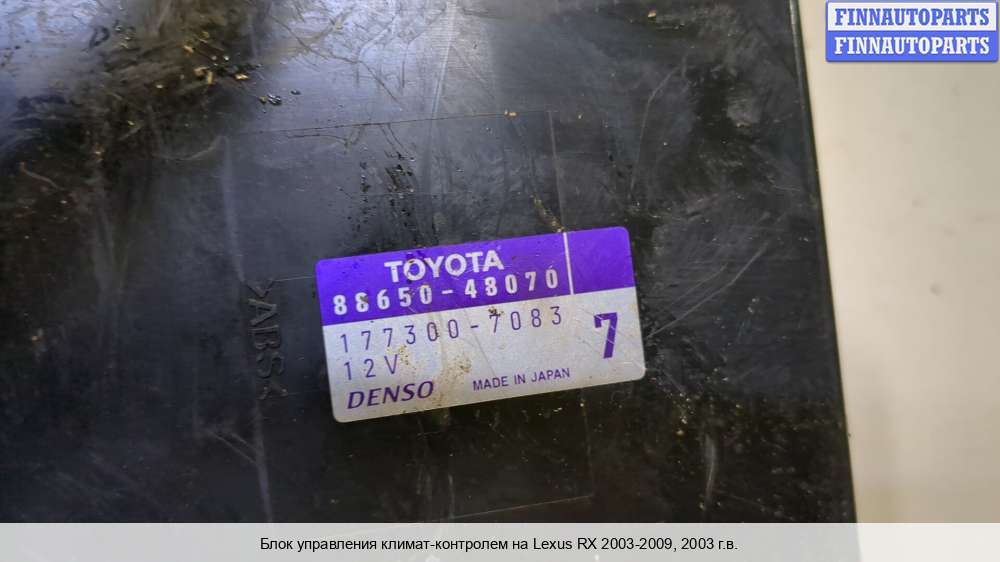 FINNAUTOPARTS
FINNAUTOPARTS
TOYOTA
88650-48070
177300-7083
7
12V
DENSO
MADE IN JAPAN
>ABS<
Блок управления климат-контролем на Lexus RX 2003-2009, 2003 г.в.